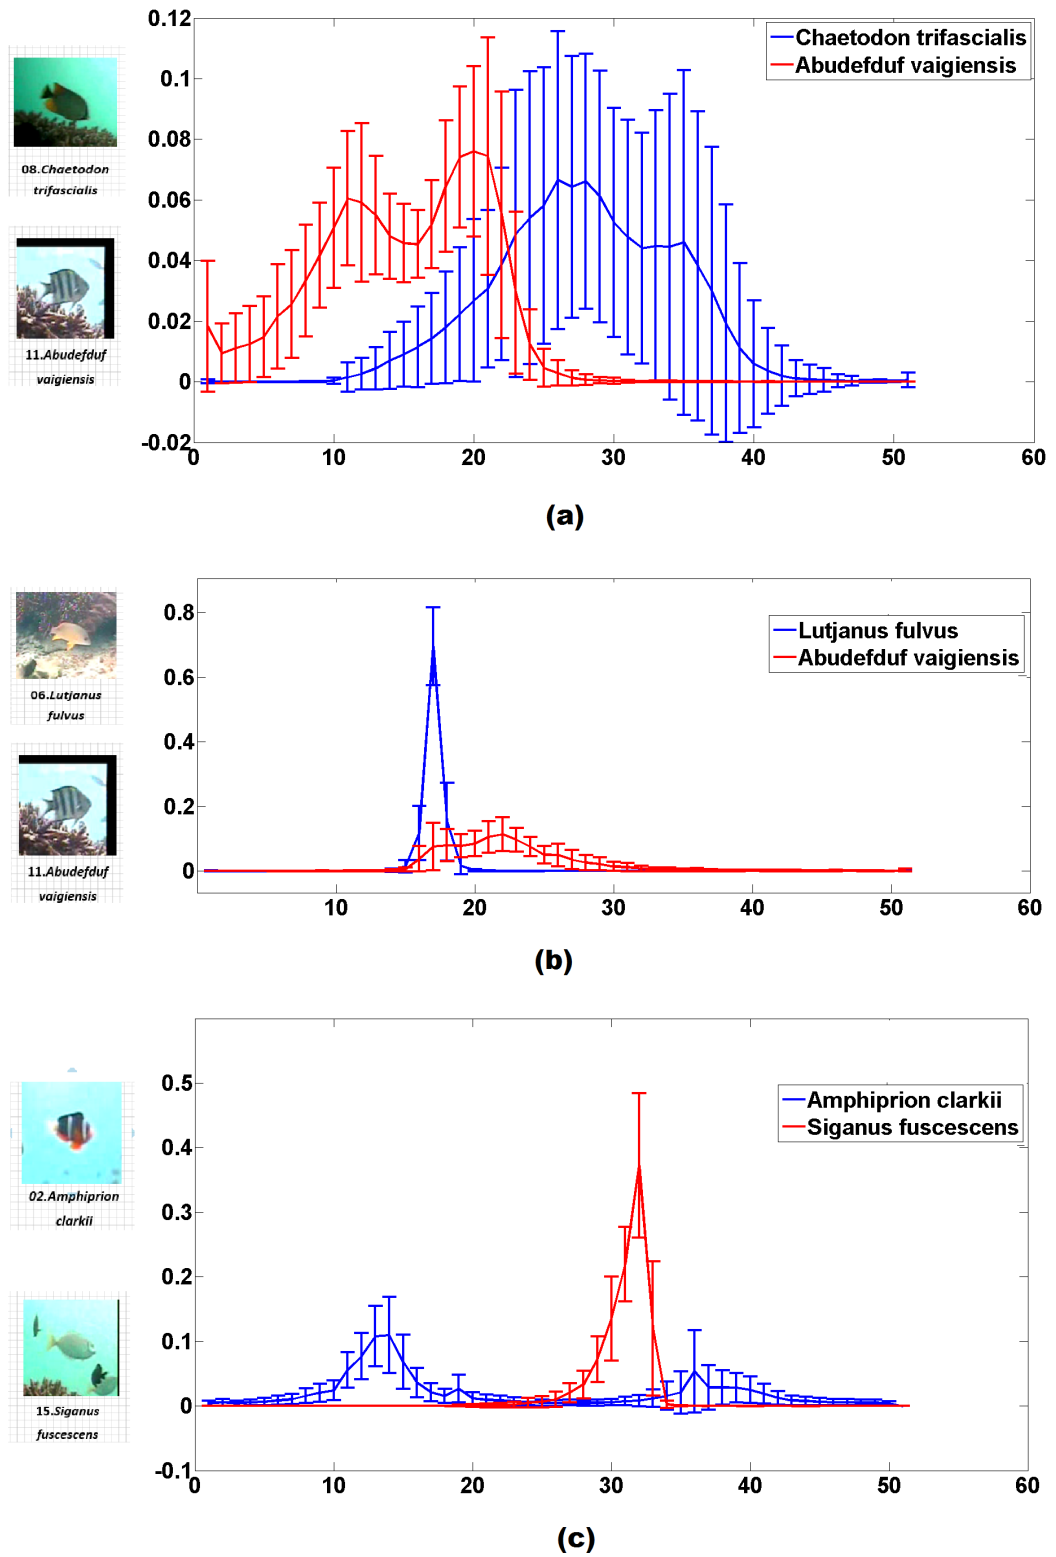 08.Chaetodon
trifascialis
11.Abudefduf
vaigiensis
0.12
0.1
0.08
0.06
0.04
0.02
0
-0.02
0 10 20 30 40 50 60
Chaetodon trifascialis
Abudefduf vaigiensis
(a)
06.Lutjanus
fulvus
11.Abudefduf
vaigiensis
0.8
0.6
0.4
0.2
0
10 20 30 40 50 60
Lutjanus fulvus
Abudefduf vaigiensis
(b)
02.Amphiprion
clarkii
15.Siganus
fuscescens
0.5
0.4
0.3
0.2
0.1
0
-0.1
0 10 20 30 40 50 60
Amphiprion clarkii
Siganus fuscescens
(c)